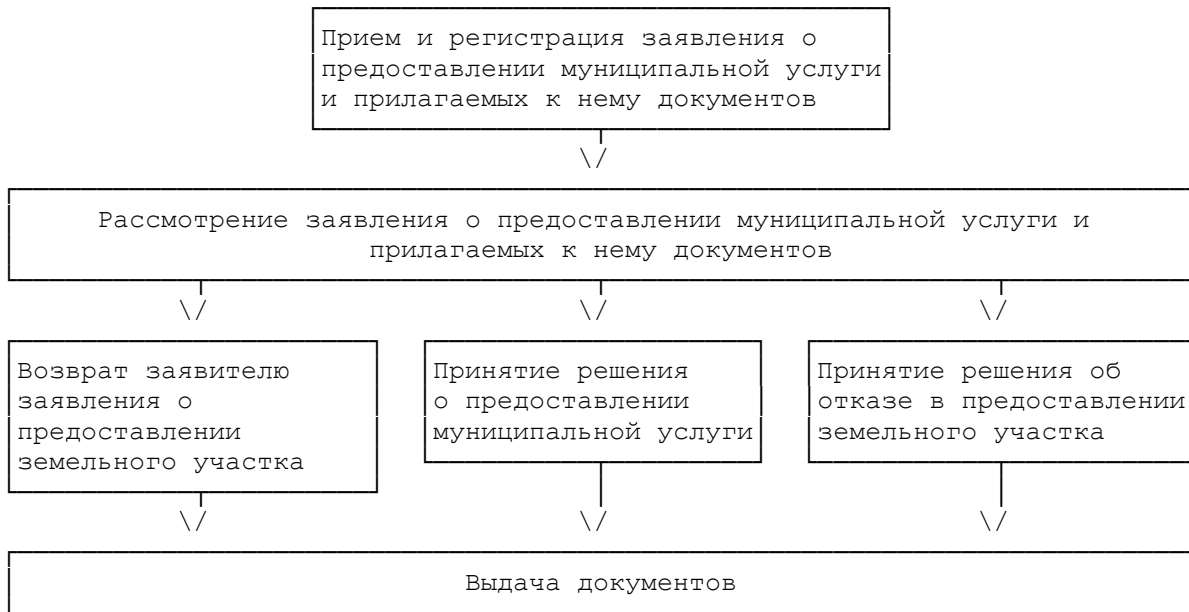 Прием и регистрация заявления о
предоставлении муниципальной услуги
и прилагаемых к нему документов
Рассмотрение заявления о предоставлении муниципальной услуги и
прилагаемых к нему документов
Возврат заявителю
заявления о
предоставлении
земельного участка
Принятие решения
о предоставлении
муниципальной услуги
Принятие решения об
отказе в предоставлении
земельного участка
Выдача документов